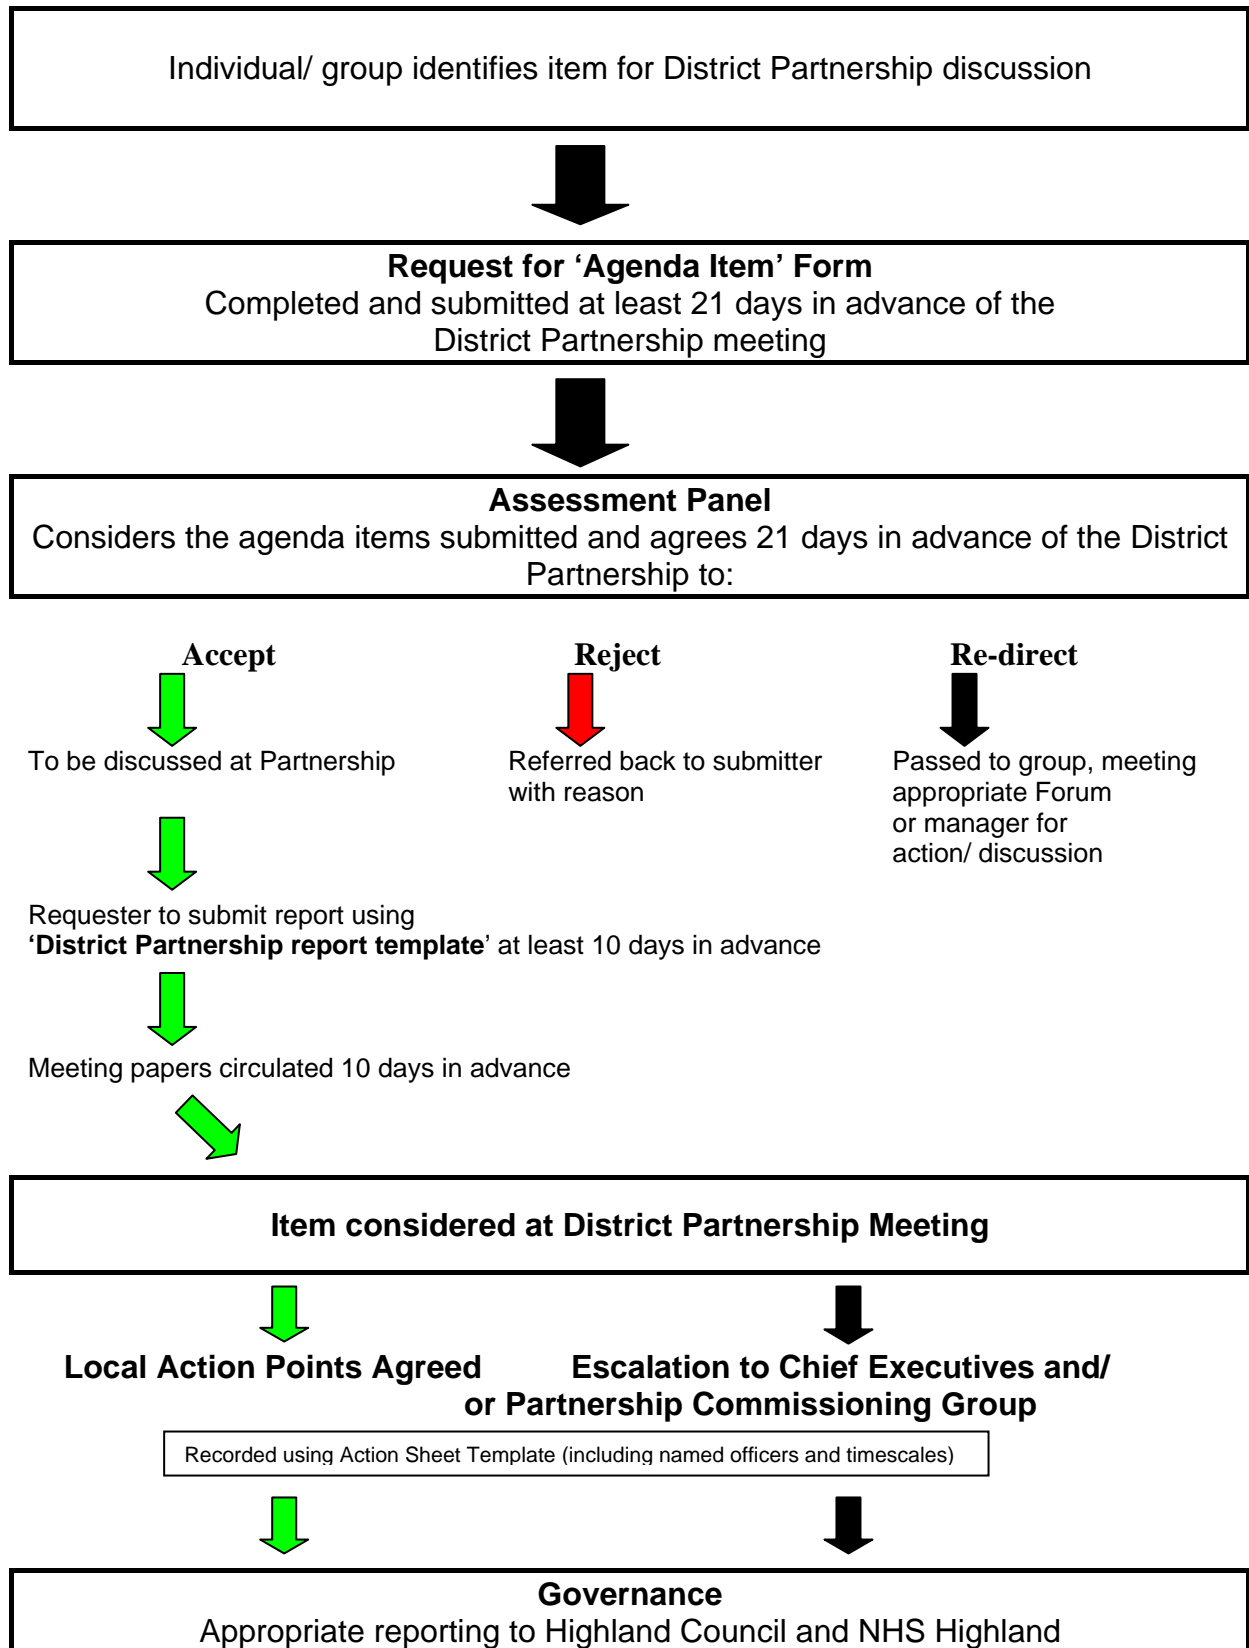 Individual/ group identifies item for District Partnership discussion
Request for ‘Agenda Item’ Form
Completed and submitted at least 21 days in advance of the
District Partnership meeting
Assessment Panel
Considers the agenda items submitted and agrees 21 days in advance of the District
Partnership to:
Accept
Reject
Re-direct
To be discussed at Partnership
Referred back to submitter
with reason
Passed to group, meeting
appropriate Forum
or manager for
action/ discussion
Requester to submit report using
‘District Partnership report template’ at least 10 days in advance
Meeting papers circulated 10 days in advance
Item considered at District Partnership Meeting
Local Action Points Agreed
Escalation to Chief Executives and/
or Partnership Commissioning Group
Recorded using Action Sheet Template (including named officers and timescales)
Governance
Appropriate reporting to Highland Council and NHS Highland